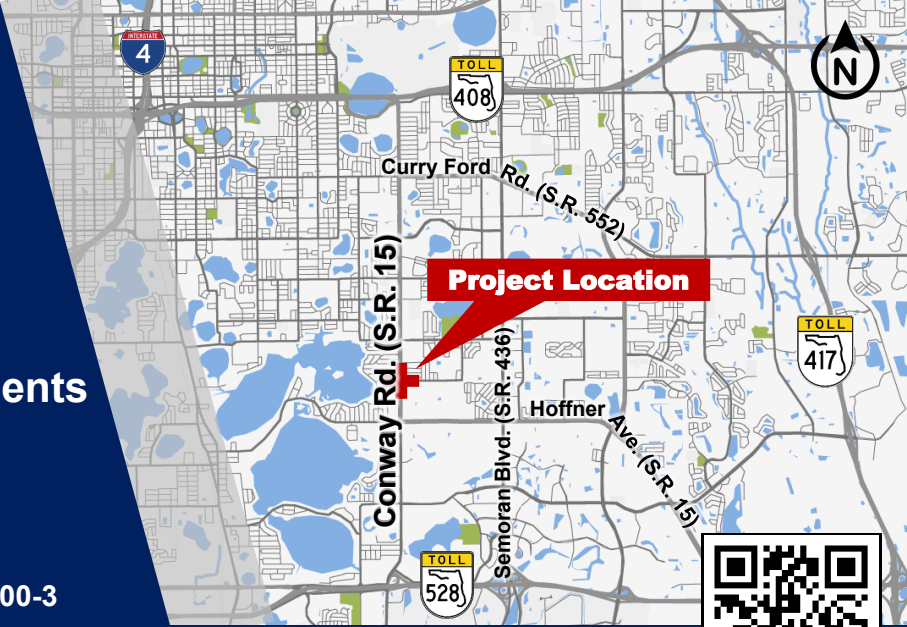 INTERSTATE
4
TOLL
408
N
Curry Ford Rd. (S.R. 552)
Project Location
Conway Rd. (S.R. 15)
Semoran Blvd. (S.R. 436)
TOLL
417
ents
Hoffner Ave. (S.R. 15)
TOLL
528
00-3